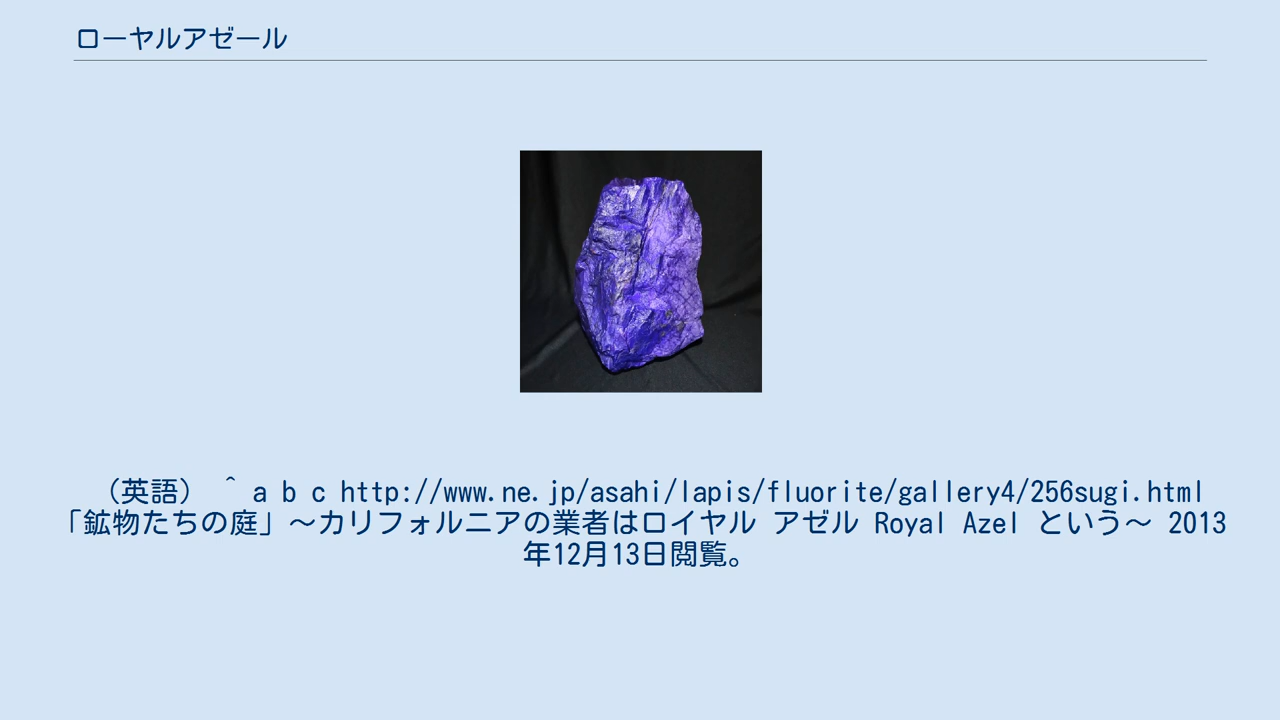 ローヤルアゼール
（英語） ^ a b c http://www.ne.jp/asahi/lapis/fluorite/gallery4/256sugi.html
「鉱物たちの庭」～カリフォルニアの業者はロイヤル アゼル Royal Azel という～ 2013
年12月13日閲覧。